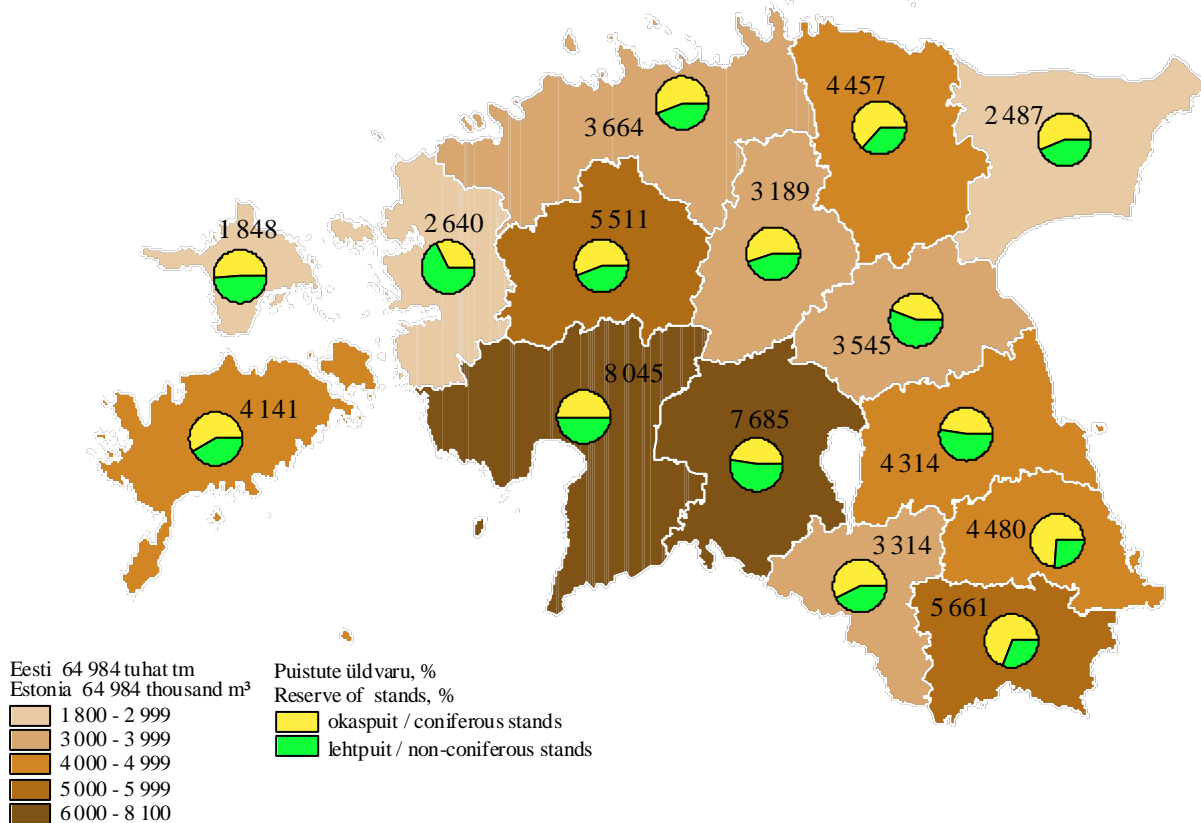 4 457
2 487
3 664
3 189
1 848
2 640
5 511
3 545
8 045
4 141
7 685
4 314
4 480
3 314
5 661
Eesti 64 984 tuhat tm
Estonia 64 984 thousand m³
1 800 - 2 999
3 000 - 3 999
4 000 - 4 999
5 000 - 5 999
6 000 - 8 100
Puistute üldvaru, %
Reserve of stands, %
okaspuit / coniferous stands
lehtpuit / non-coniferous stands